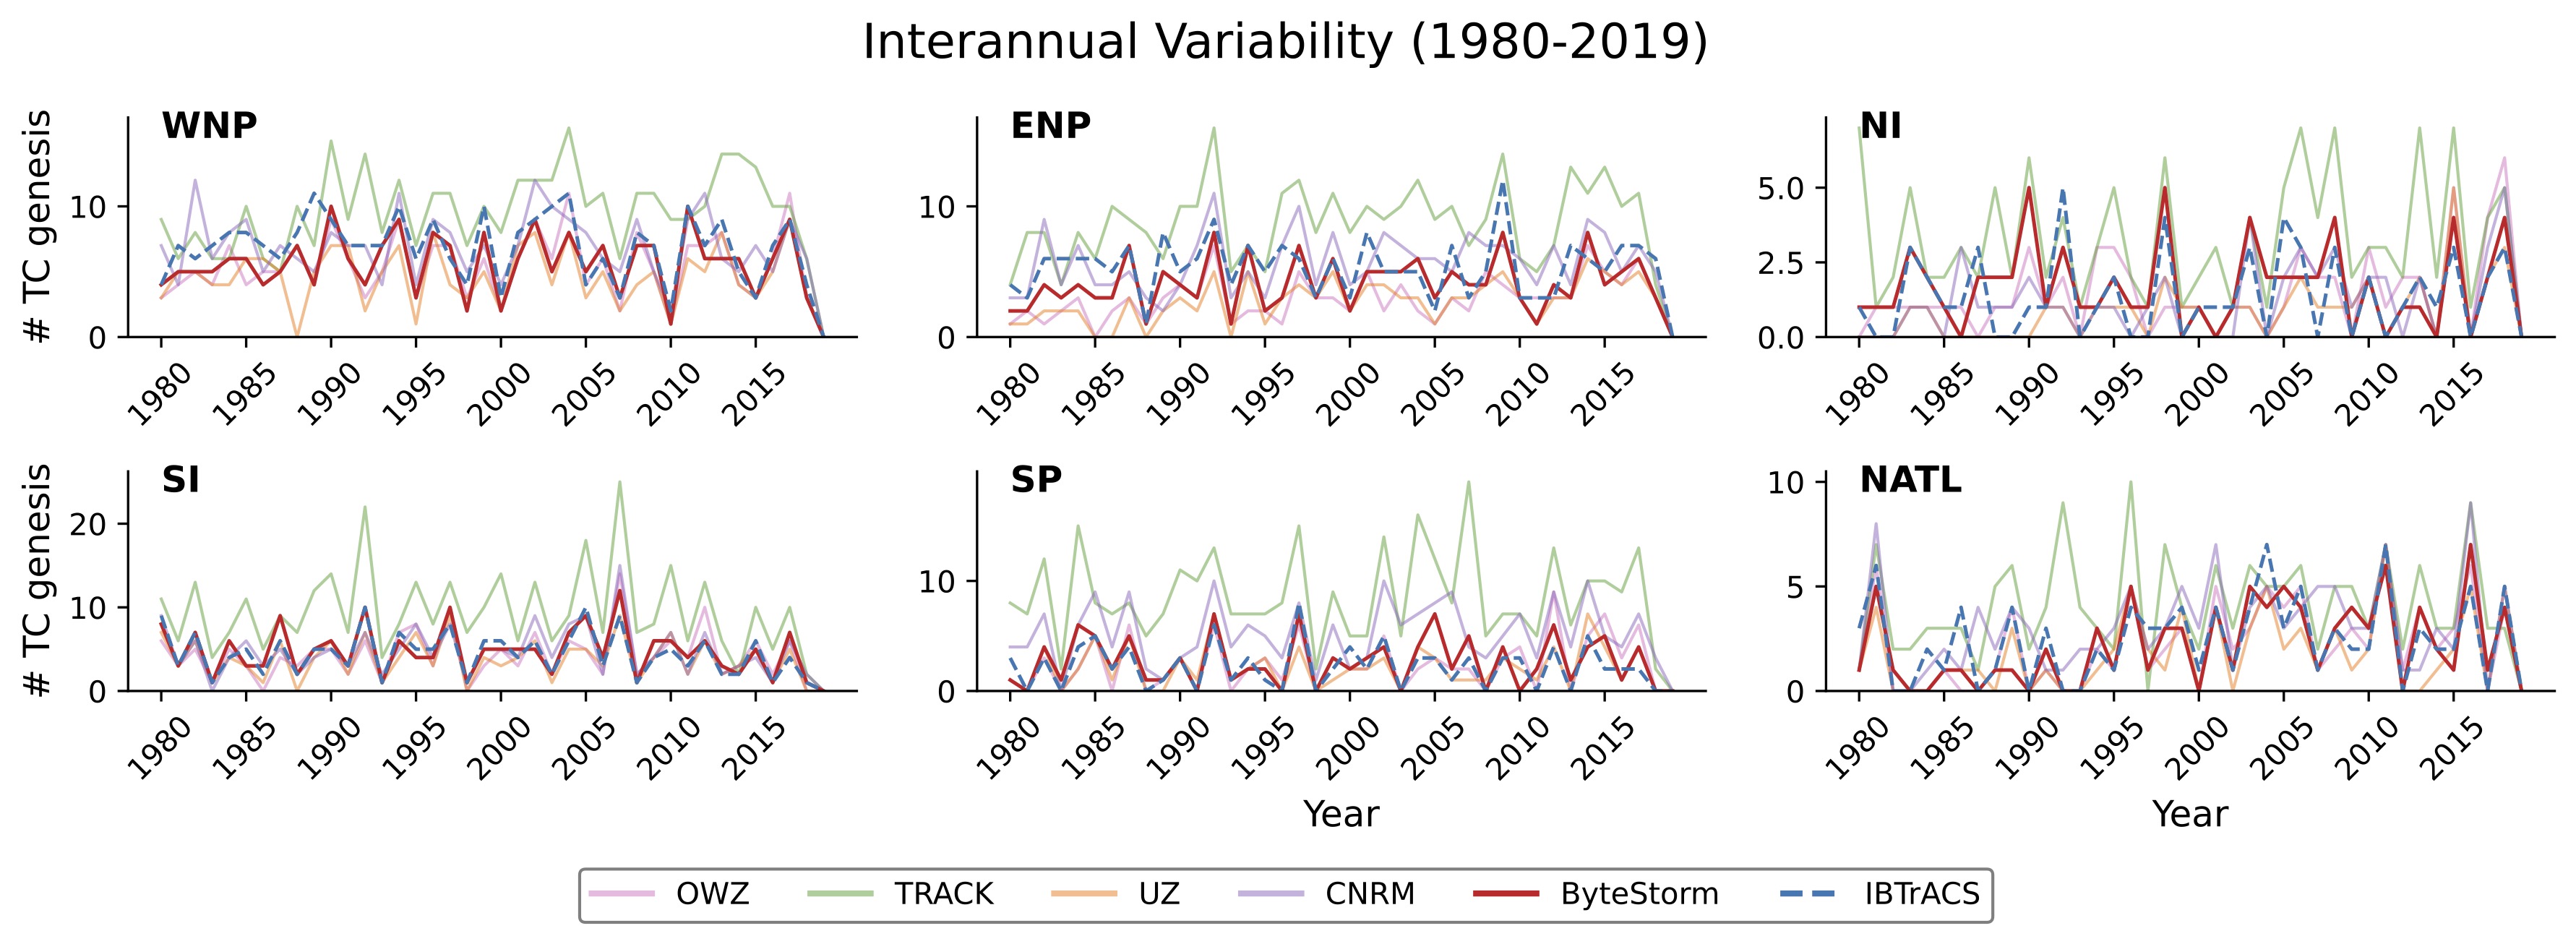 Interannual Variability (1980-2019)
WNP
ENP
NI
# TC genesis
10
0
10
0
5.0
2.5
0.0
1980 1985 1990 1995 2000 2005 2010 2015
1980 1985 1990 1995 2000 2005 2010 2015
1980 1985 1990 1995 2000 2005 2010 2015
SI
SP
NATL
# TC genesis
20
10
0
10
0
10
5
0
1980 1985 1990 1995 2000 2005 2010 2015
1980 1985 1990 1995 2000 2005 2010 2015
1980 1985 1990 1995 2000 2005 2010 2015
Year
Year
OWZ TRACK UZ CNRM ByteStorm IBTrACS